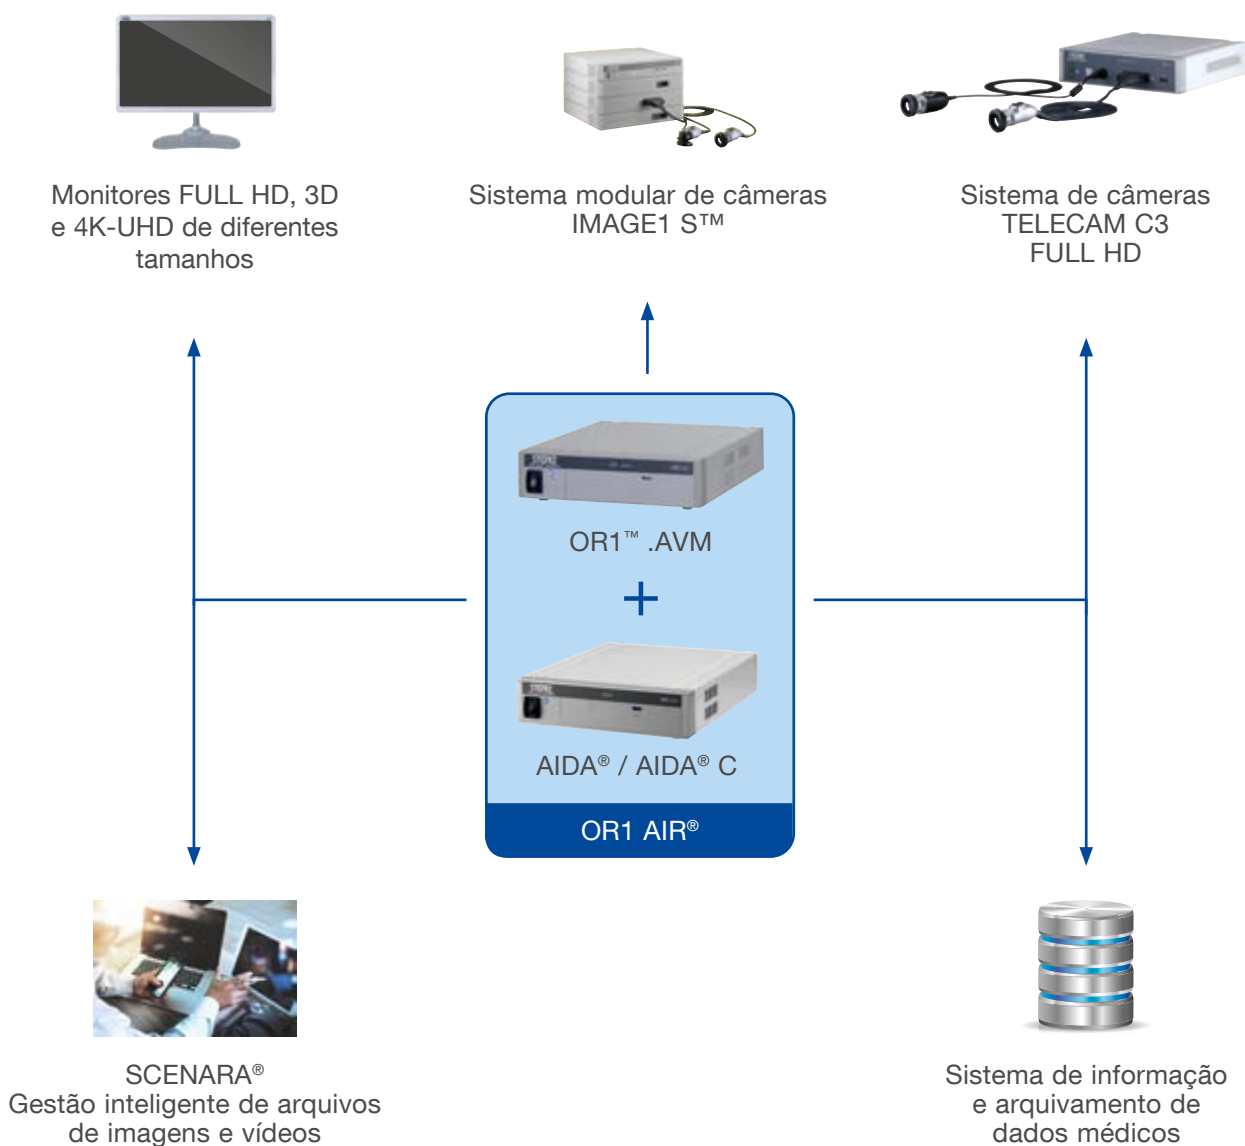 Monitores FULL HD, 3D
e 4K-UHD de diferentes
tamanhos
Sistema modular de câmeras
IMAGE1 S™
Sistema de câmeras
TELECAM C3
FULL HD
STORZ
OR1™ .AVM
+
STORZ
AIDA® / AIDA® C
OR1 AIR®
SCENARA®
Gestão inteligente de arquivos
de imagens e vídeos
Sistema de informação
e arquivamento de
dados médicos